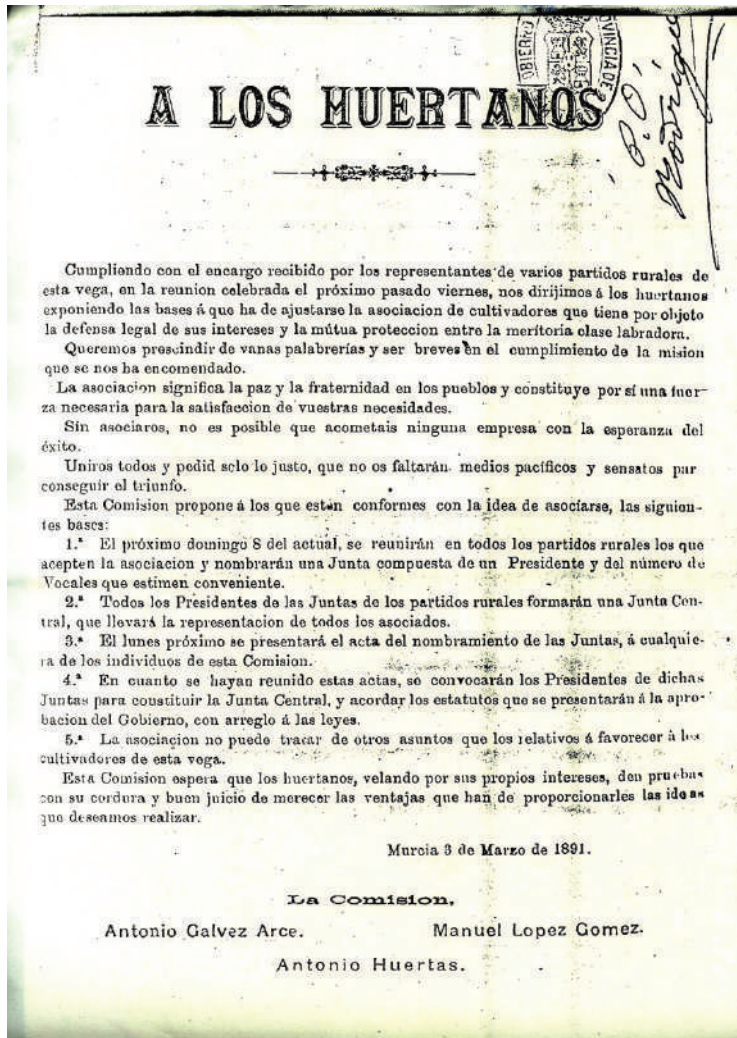 OBIERNO
OVINCIA DE
A LOS HUERTANOS
Cumpliendo con el encargo recibido por los representantes de varios partidos rurales de
esta vega, en la reunion celebrada el próximo pasado viernes, nos dirijimos á los huertanos
exponiendo las bases á que ha de ajustarse la asociacion de cultivadores que tiene por objeto
la defensa legal de sus intereses y la mútua proteccion entre la meritoria clase labradora.
Queremos prescindir de vanas palabrerías y ser breves en el cumplimiento de la mision
que se nos ha encomendado.
La asociacion significa la paz y la fraternidad en los pueblos y constituye por sí una fuer-
za necesaria para la satisfaccion de vuestras necesidades.
Sin asociaros, no es posible que acometais ninguna empresa con la esperanza del
éxito.
Uniros todos y pedid solo lo justo, que no os faltarán medios pacíficos y sensatos par
conseguir el triunfo.
Esta Comision propone á los que estén conformes con la idea de asociarse, las siguien-
tes bases:
1.ª El próximo domingo 8 del actual, se reunirán en todos los partidos rurales los que
acepten la asociacion y nombrarán una Junta compuesta de un Presidente y del número de
Vocales que estimen conveniente.
2.ª Todos los Presidentes de las Juntas de los partidos rurales formarán una Junta Cen-
tral, que llevará la representacion de todos los asociados.
3.ª El lunes próximo se presentará el acta del nombramiento de las Juntas, á cualquie-
ra de los individuos de esta Comision.
4.ª En cuanto se hayan reunido estas actas, se convocarán los Presidentes de dichas
Juntas para constituir la Junta Central, y acordar los estatutos que se presentarán á la apro-
bacion del Gobierno, con arreglo á las leyes.
5.ª La asociacion no puede tratar de otros asuntos que los relativos á favorecer á los
cultivadores de esta vega.
Esta Comision espera que los huertanos, velando por sus propios intereses, den pruebas
con su cordura y buen juicio de merecer las ventajas que han de proporcionarles las ideas
que deseamos realizar.
Murcia 3 de Marzo de 1891.
La Comision,
Antonio Galvez Arce. Manuel Lopez Gomez.
Antonio Huertas.